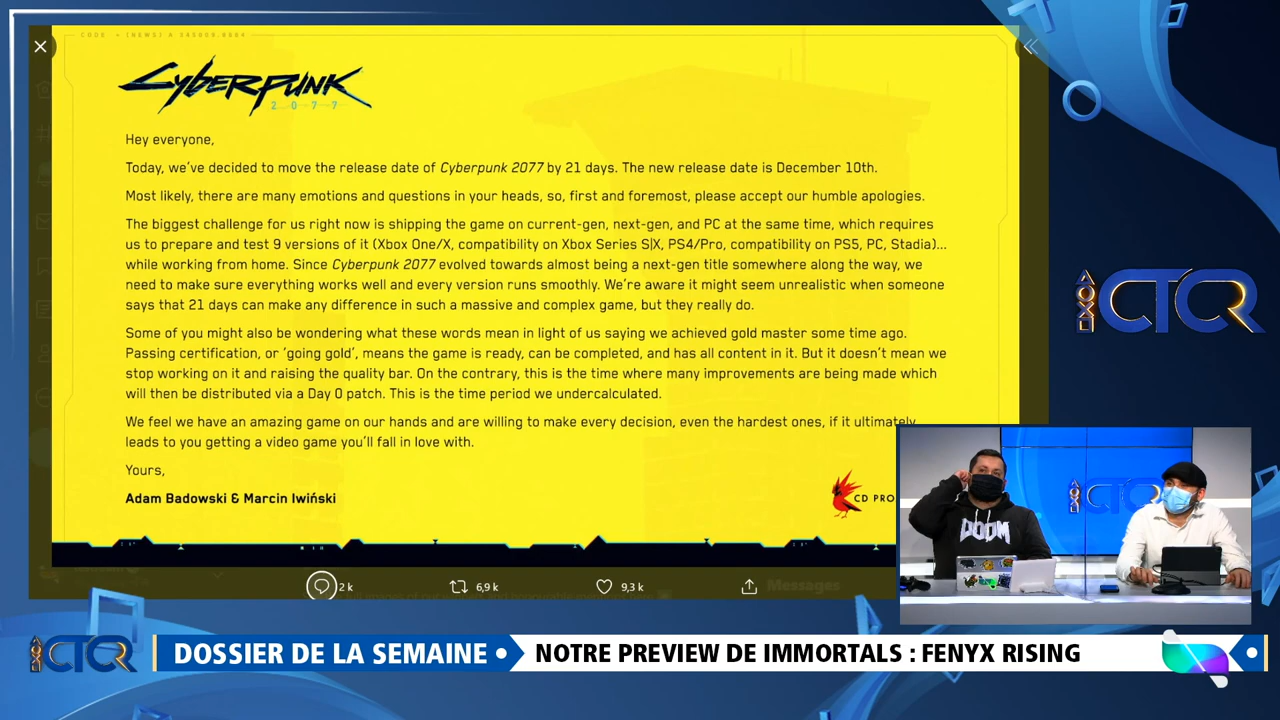 CYBERPUNK
2077
Hey everyone,
Today, we've decided to move the release date of Cyberpunk 2077 by 21 days. The new release date is December 10th.
Most likely, there are many emotions and questions in your heads, so, first and foremost, please accept our humble apologies.
The biggest challenge for us right now is shipping the game on current-gen, next-gen, and PC at the same time, which requires
us to prepare and test 9 versions of it (Xbox One/X, compatibility on Xbox Series S|X, PS4/Pro, compatibility on PS5, PC, Stadia)...
while working from home. Since Cyberpunk 2077 evolved towards almost being a next-gen title somewhere along the way, we
need to make sure everything works well and every version runs smoothly. We're aware it might seem unrealistic when someone
says that 21 days can make any difference in such a massive and complex game, but they really do.
Some of you might also be wondering what these words mean in light of us saying we achieved gold master some time ago.
Passing certification, or 'going gold', means the game is ready, can be completed, and has all content in it. But it doesn't mean we
stop working on it and raising the quality bar. On the contrary, this is the time where many improvements are being made which
will then be distributed via a Day 0 patch. This is the time period we undercalculated.
We feel we have an amazing game on our hands and are willing to make every decision, even the hardest ones, if it ultimately
leads to you getting a video game you'll fall in love with.
Yours,
Adam Badowski & Marcin Iwiński
CD PRO
2 k
6,9 k
9,3 k
Messages
CTCR
CTCR
DOOM
CTCR
DOSSIER DE LA SEMAINE
NOTRE PREVIEW DE IMMORTALS : FENYX RISING